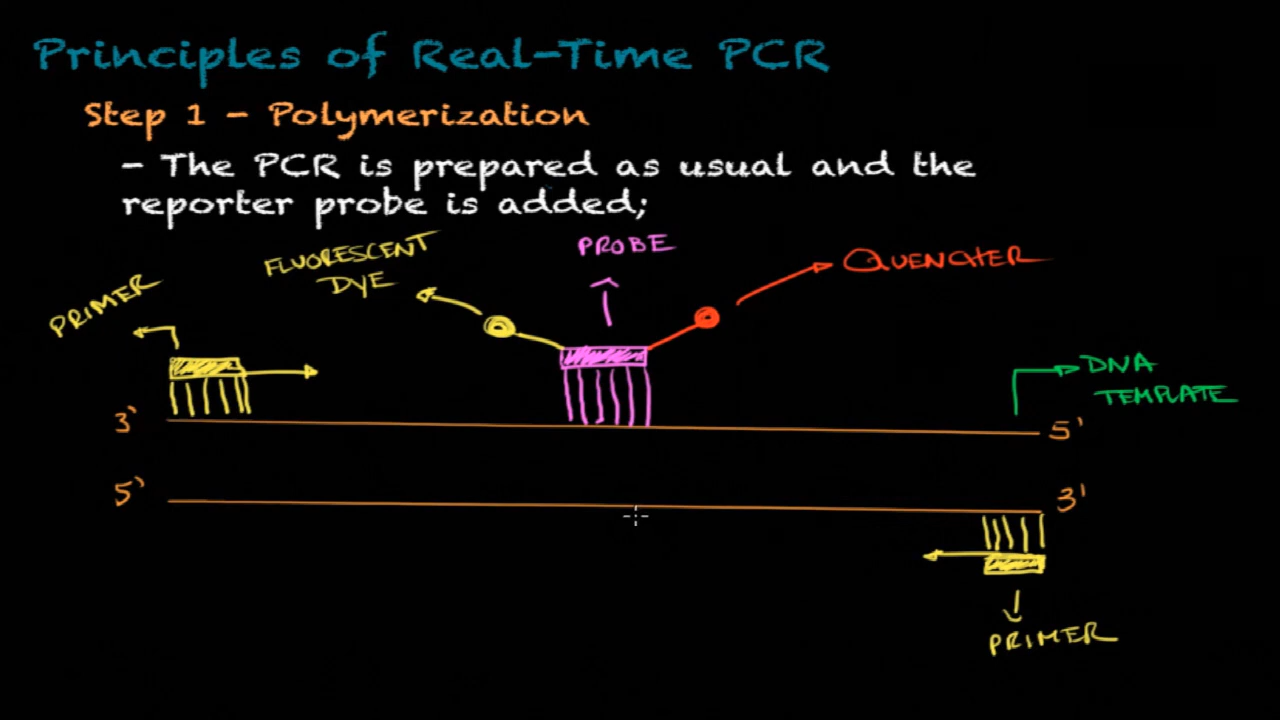 Principles of Real-Time PCR
Step 1 - Polymerization
- The PCR is prepared as usual and the
reporter probe is added;
PRIMER
FLUORESCENT
DYE
PROBE
QUENCHER
DNA
TEMPLATE
3'
5'
5'
3'
PRIMER